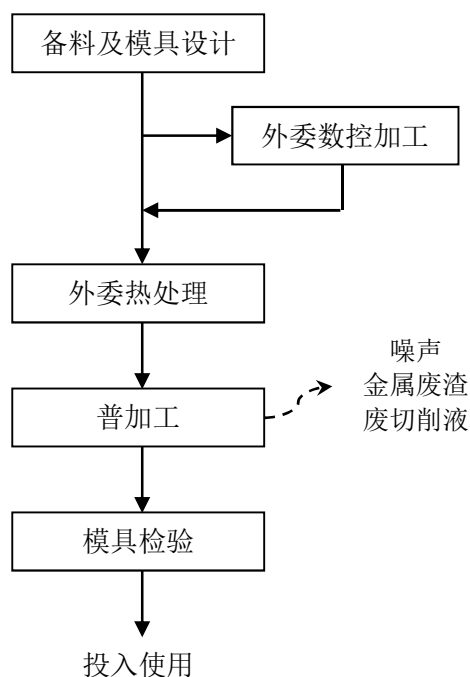 备料及模具设计
外委数控加工
外委热处理
噪声
金属废渣
废切削液
普加工
模具检验
投入使用